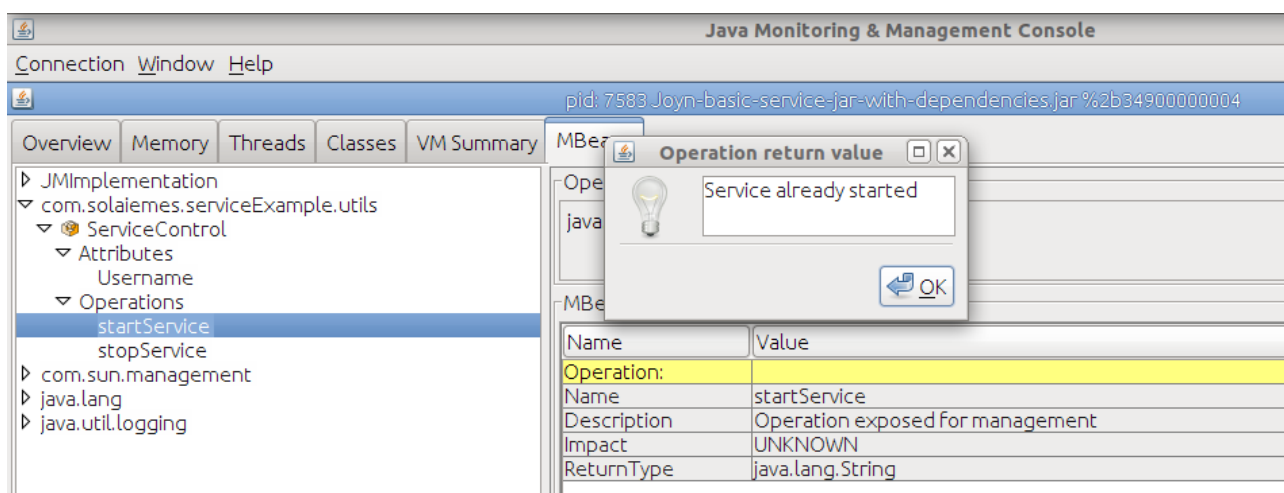 Java Monitoring & Management Console
Connection Window Help
pid: 7583 Joyn-basic-service-jar-with-dependencies.jar %2b34900000004
Overview Memory Threads Classes VM Summary MBea
Operation return value
Service already started
OK
JMImplementation
com.solaiemes.serviceExample.utils
ServiceControl
Attributes
Username
Operations
startService
stopService
com.sun.management
java.lang
java.util.logging
Ope
java
MBe
Name Value
Operation:
Name startService
Description Operation exposed for management
Impact UNKNOWN
ReturnType java.lang.String